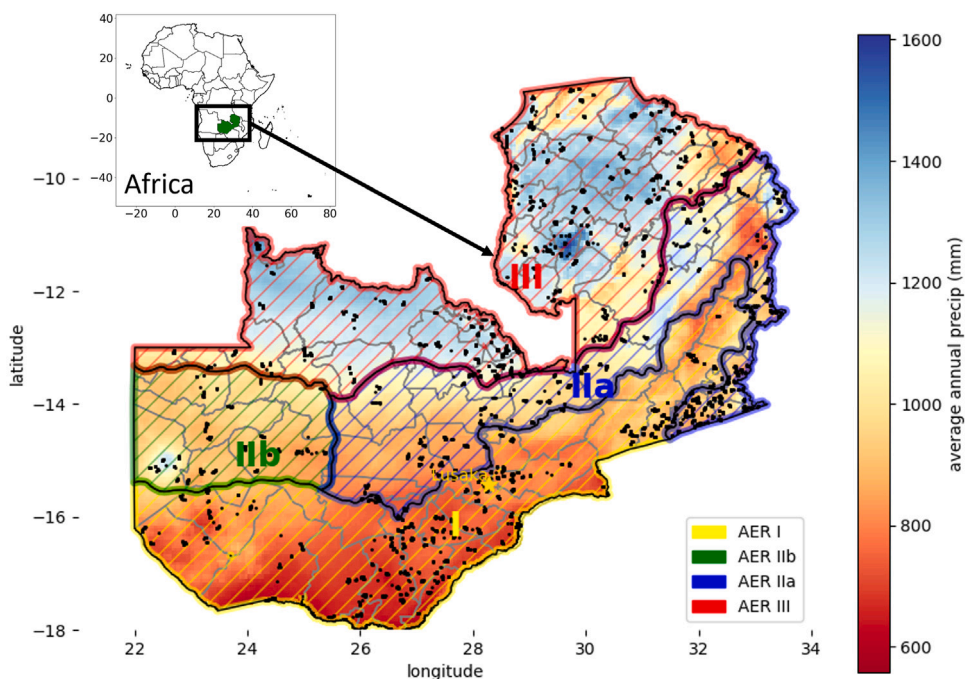 40
20
0
−20
−40
Africa
−20
0
20
40
60
80
1600
1400
1200
1000
800
600
average annual precip (mm)
−10
−12
−14
−16
−18
latitude
III
IIa
IIb
Lusaka
I
AER I
AER IIb
AER IIa
AER III
22
24
26
28
30
32
34
longitude